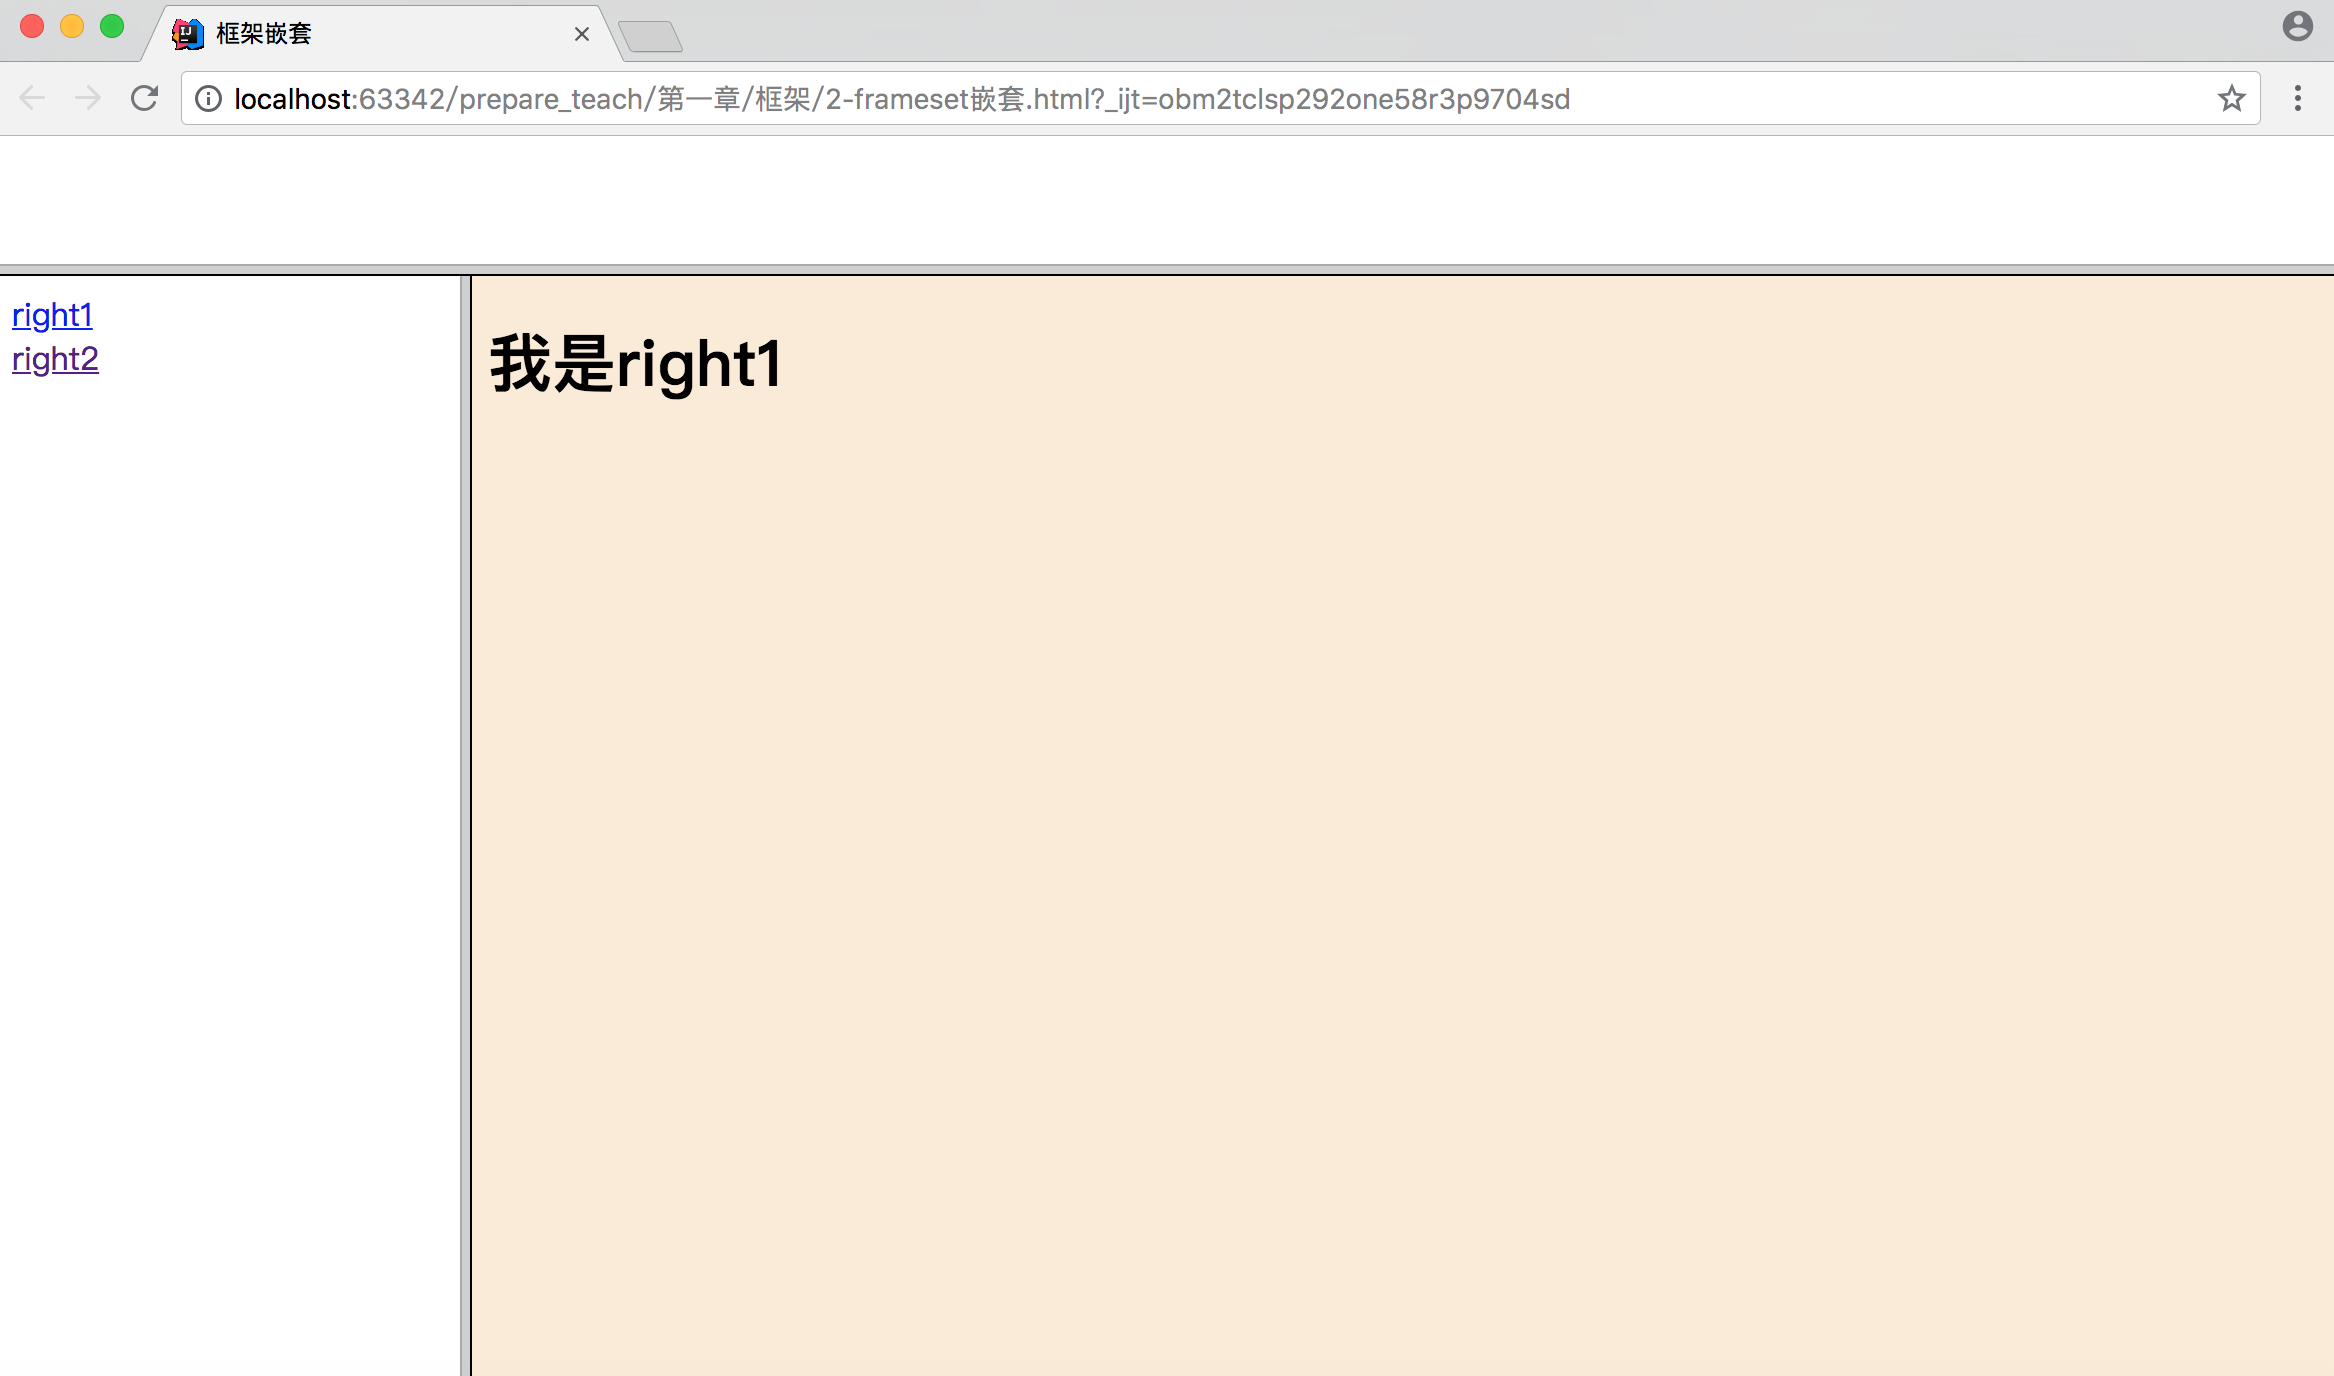 框架嵌套
localhost:63342/prepare_teach/第一章/框架/2-frameset嵌套.html?_ijt=obm2tclsp292one58r3p9704sd
right1
right2
我是right1